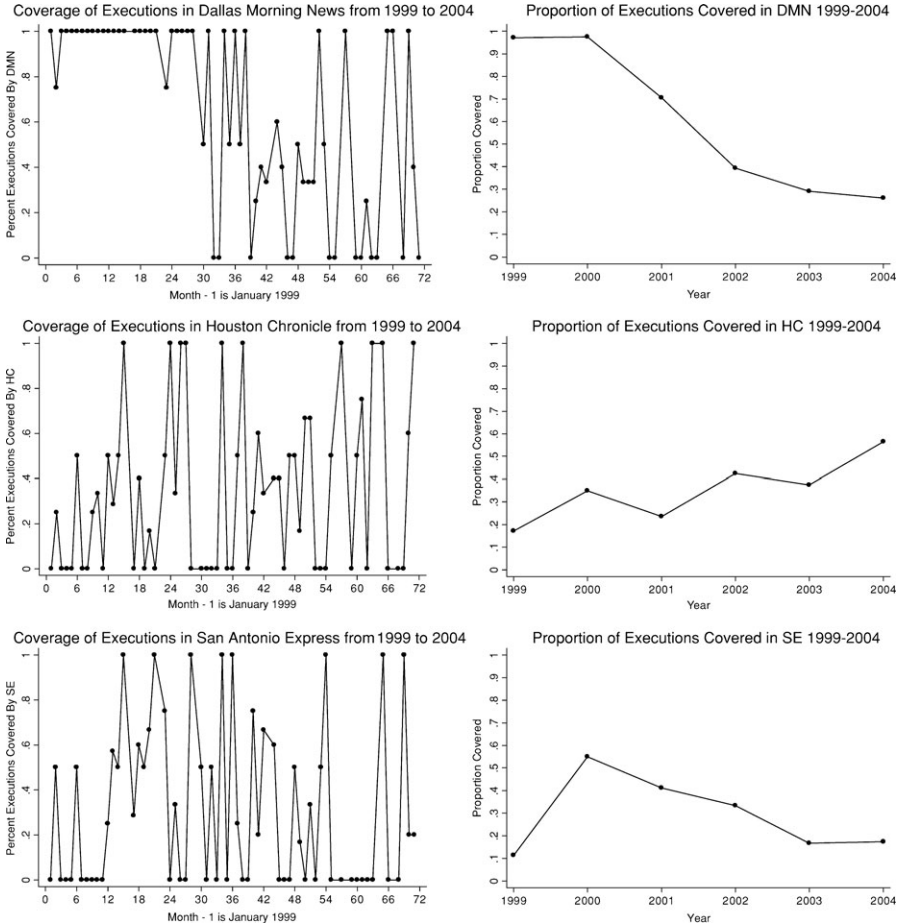 Coverage of Executions in Dallas Morning News from 1999 to 2004
Percent Executions Covered By DMN
1
.8
.6
.4
.2
0
0 6 12 18 24 30 36 42 48 54 60 66 72
Month - 1 is January 1999
Proportion of Executions Covered in DMN 1999-2004
Proportion Covered
1
.9
.8
.7
.6
.5
.4
.3
.2
.1
0
1999 2000 2001 2002 2003 2004
Year
Coverage of Executions in Houston Chronicle from 1999 to 2004
Percent Executions Covered By HC
1
.8
.6
.4
.2
0
0 6 12 18 24 30 36 42 48 54 60 66 72
Month - 1 is January 1999
Proportion of Executions Covered in HC 1999-2004
Proportion Covered
1
.9
.8
.7
.6
.5
.4
.3
.2
.1
0
1999 2000 2001 2002 2003 2004
Year
Coverage of Executions in San Antonio Express from 1999 to 2004
Percent Executions Covered By SE
1
.8
.6
.4
.2
0
0 6 12 18 24 30 36 42 48 54 60 66 72
Month - 1 is January 1999
Proportion of Executions Covered in SE 1999-2004
Proportion Covered
1
.9
.8
.7
.6
.5
.4
.3
.2
.1
0
1999 2000 2001 2002 2003 2004
Year